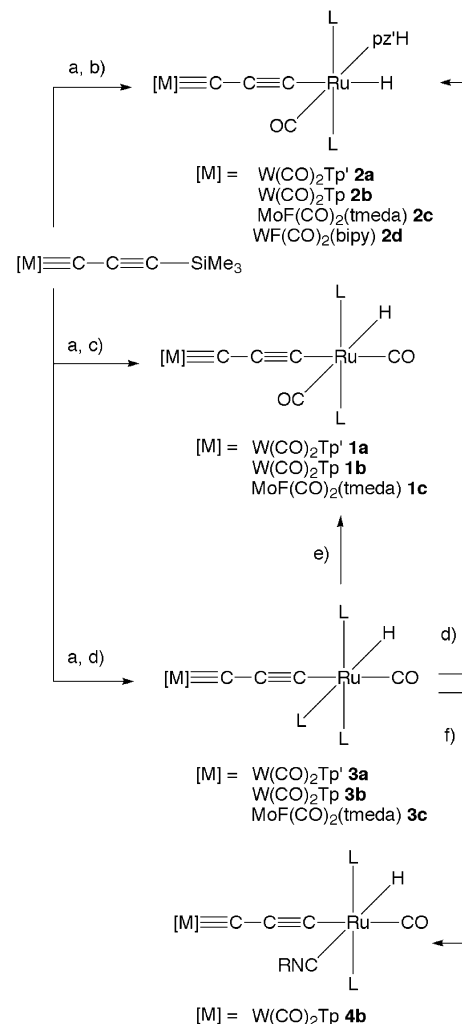 L
pz'H
a, b)
[M]≡C—C≡C—Ru—H
OC
L
[M] = W(CO)2Tp' 2a
W(CO)2Tp 2b
MoF(CO)2(tmeda) 2c
WF(CO)2(bipy) 2d
[M]≡C—C≡C—SiMe3
L
H
a, c)
[M]≡C—C≡C—Ru—CO
OC
L
[M] = W(CO)2Tp' 1a
W(CO)2Tp 1b
MoF(CO)2(tmeda) 1c
e)
L
H
d)
a, d)
[M]≡C—C≡C—Ru—CO
L
L
f)
[M] = W(CO)2Tp' 3a
W(CO)2Tp 3b
MoF(CO)2(tmeda) 3c
L
H
[M]≡C—C≡C—Ru—CO
RNC
L
[M] = W(CO)2Tp 4b